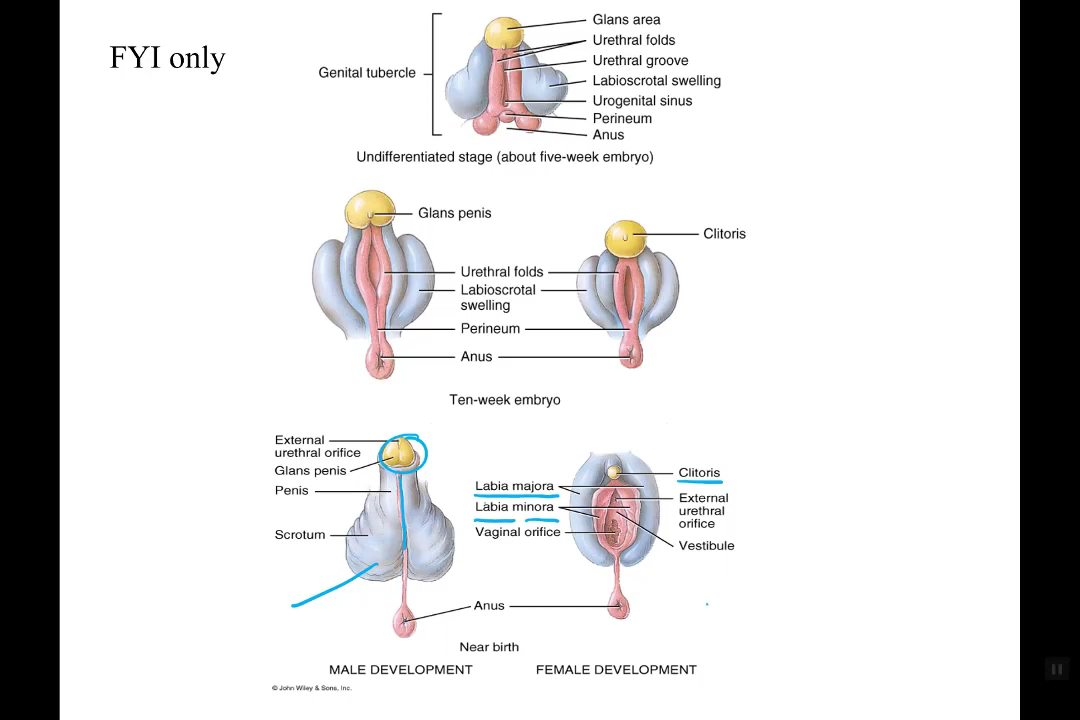 FYI only
Glans area
Urethral folds
Urethral groove
Labioscrotal swelling
Urogenital sinus
Perineum
Anus
Genital tubercle
Undifferentiated stage (about five-week embryo)
Glans penis
Clitoris
Urethral folds
Labioscrotal
swelling
Perineum
Anus
Ten-week embryo
External
urethral orifice
Glans penis
Penis
Scrotum
Labia majora
Labia minora
Vaginal orifice
Clitoris
External
urethral
orifice
Vestibule
Anus
Near birth
MALE DEVELOPMENT
FEMALE DEVELOPMENT
© John Wiley & Sons, Inc.